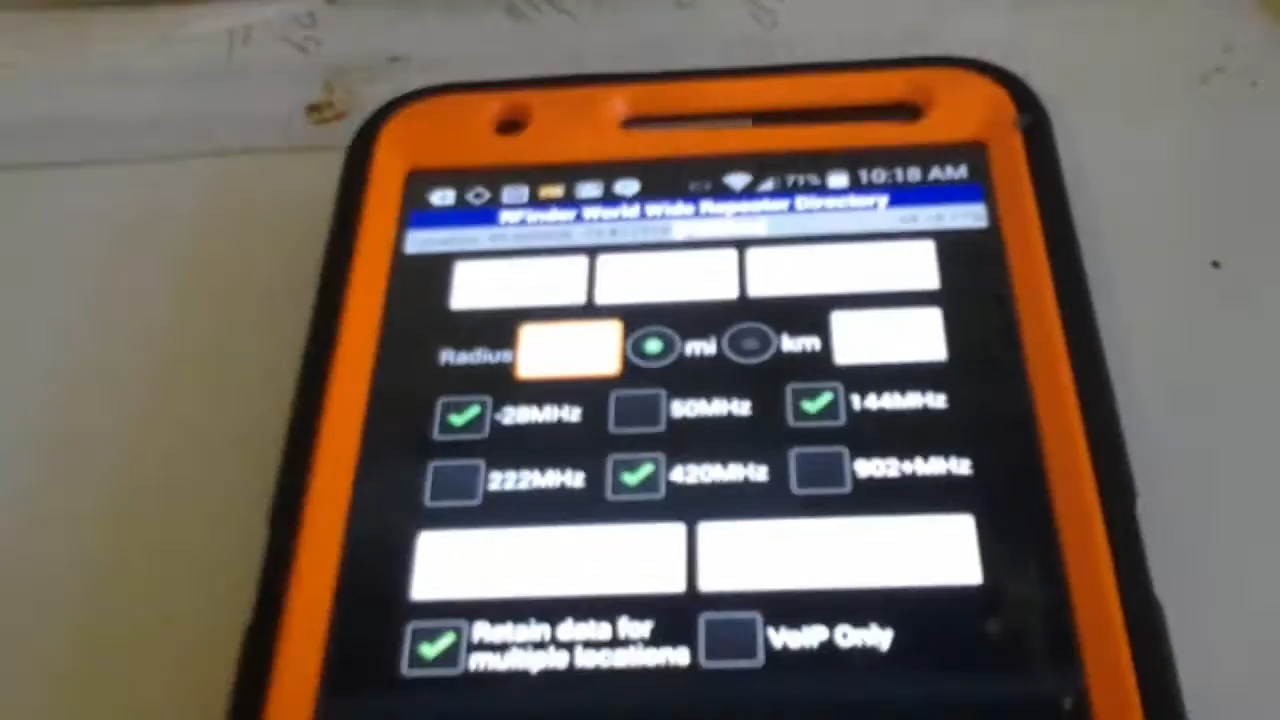 71% 10:18 AM
RFinder World Wide Repeater Directory
Radius mi km
-28MHz 50MHz 144MHz
222MHz 420MHz 902+MHz
Retain data for
multiple locations VoIP Only